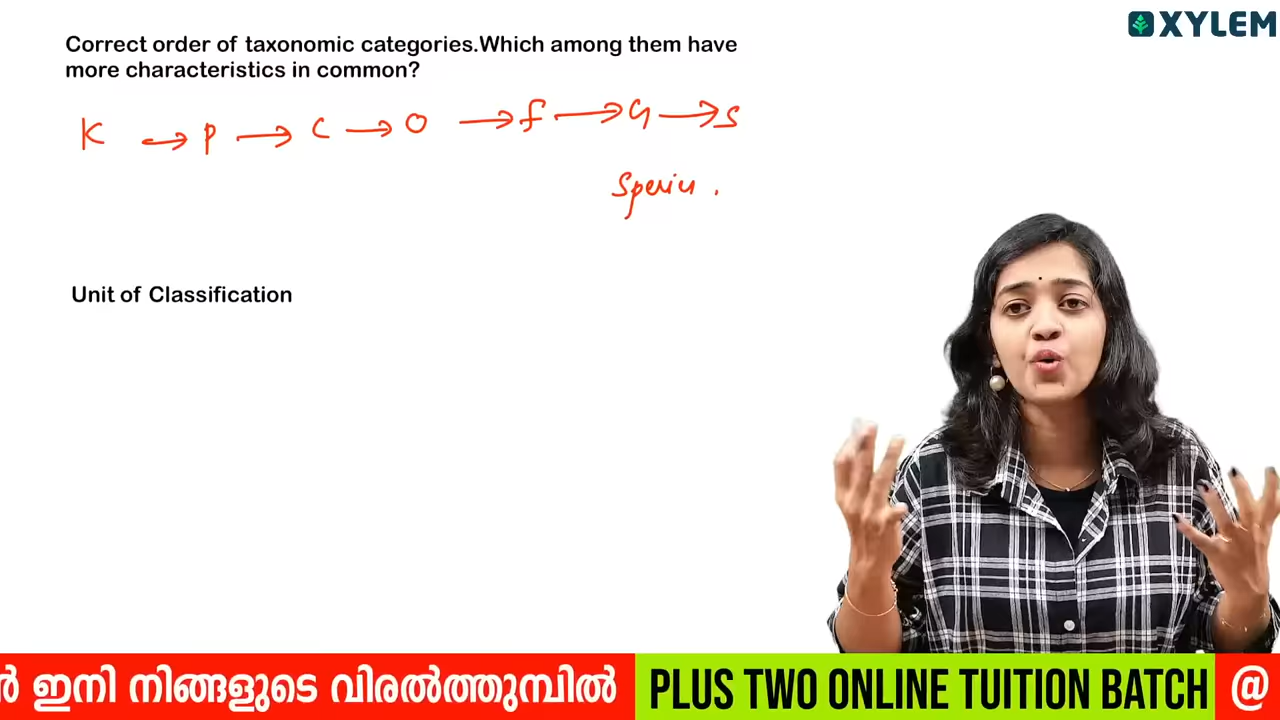 XYLEM
Correct order of taxonomic categories.Which among them have
more characteristics in common?
K → P → C → O → f → G → S
Unit of Classification
ൽ ഇനി നിങ്ങളുടെ വിരൽത്തുമ്പിൽ PLUS TWO ONLINE TUITION BATCH @